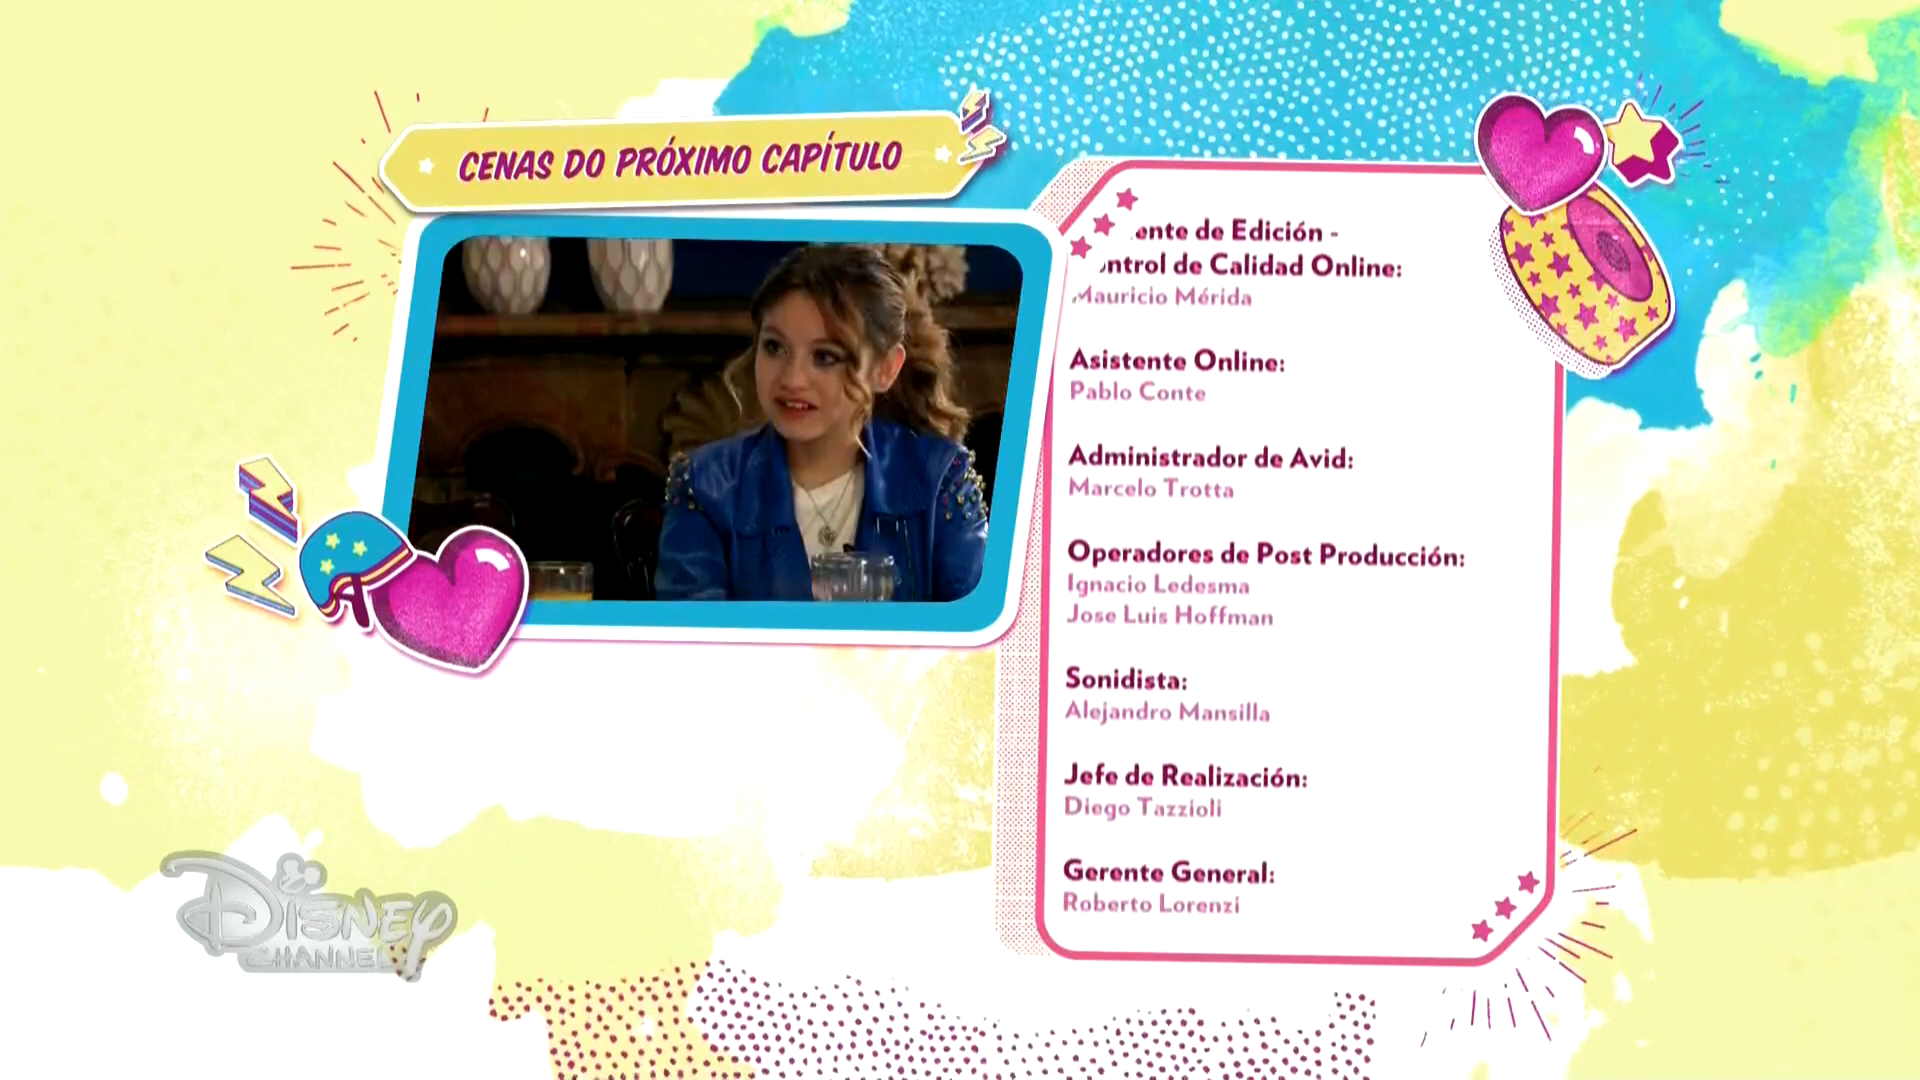 CENAS DO PRÓXIMO CAPÍTULO
de Edición -
de Calidad Online:
Mauricio Mérida
Asistente Online:
Pablo Conte
Administrador de Avid:
Marcelo Trotta
Operadores de Post Producción:
Ignacio Ledesma
Jose Luis Hoffman
Sonidista:
Alejandro Mansilla
Jefe de Realización:
Diego Tazzioli
Gerente General:
Roberto Lorenzi
DISNEY
CHANNEL